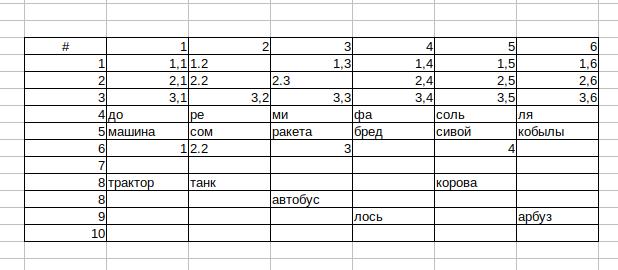 # 1 2 3 4 5 6
1 1,1 1.2 1,3 1,4 1,5 1,6
2 2,1 2.2 2.3 2,4 2,5 2,6
3 3,1 3,2 3,3 3,4 3,5 3,6
4 до ре ми фа соль ля
5 машина сом ракета бред сивой кобылы
6 1 2.2 3 4
7
8 трактор танк корова
8 автобус
9 лось арбуз
10